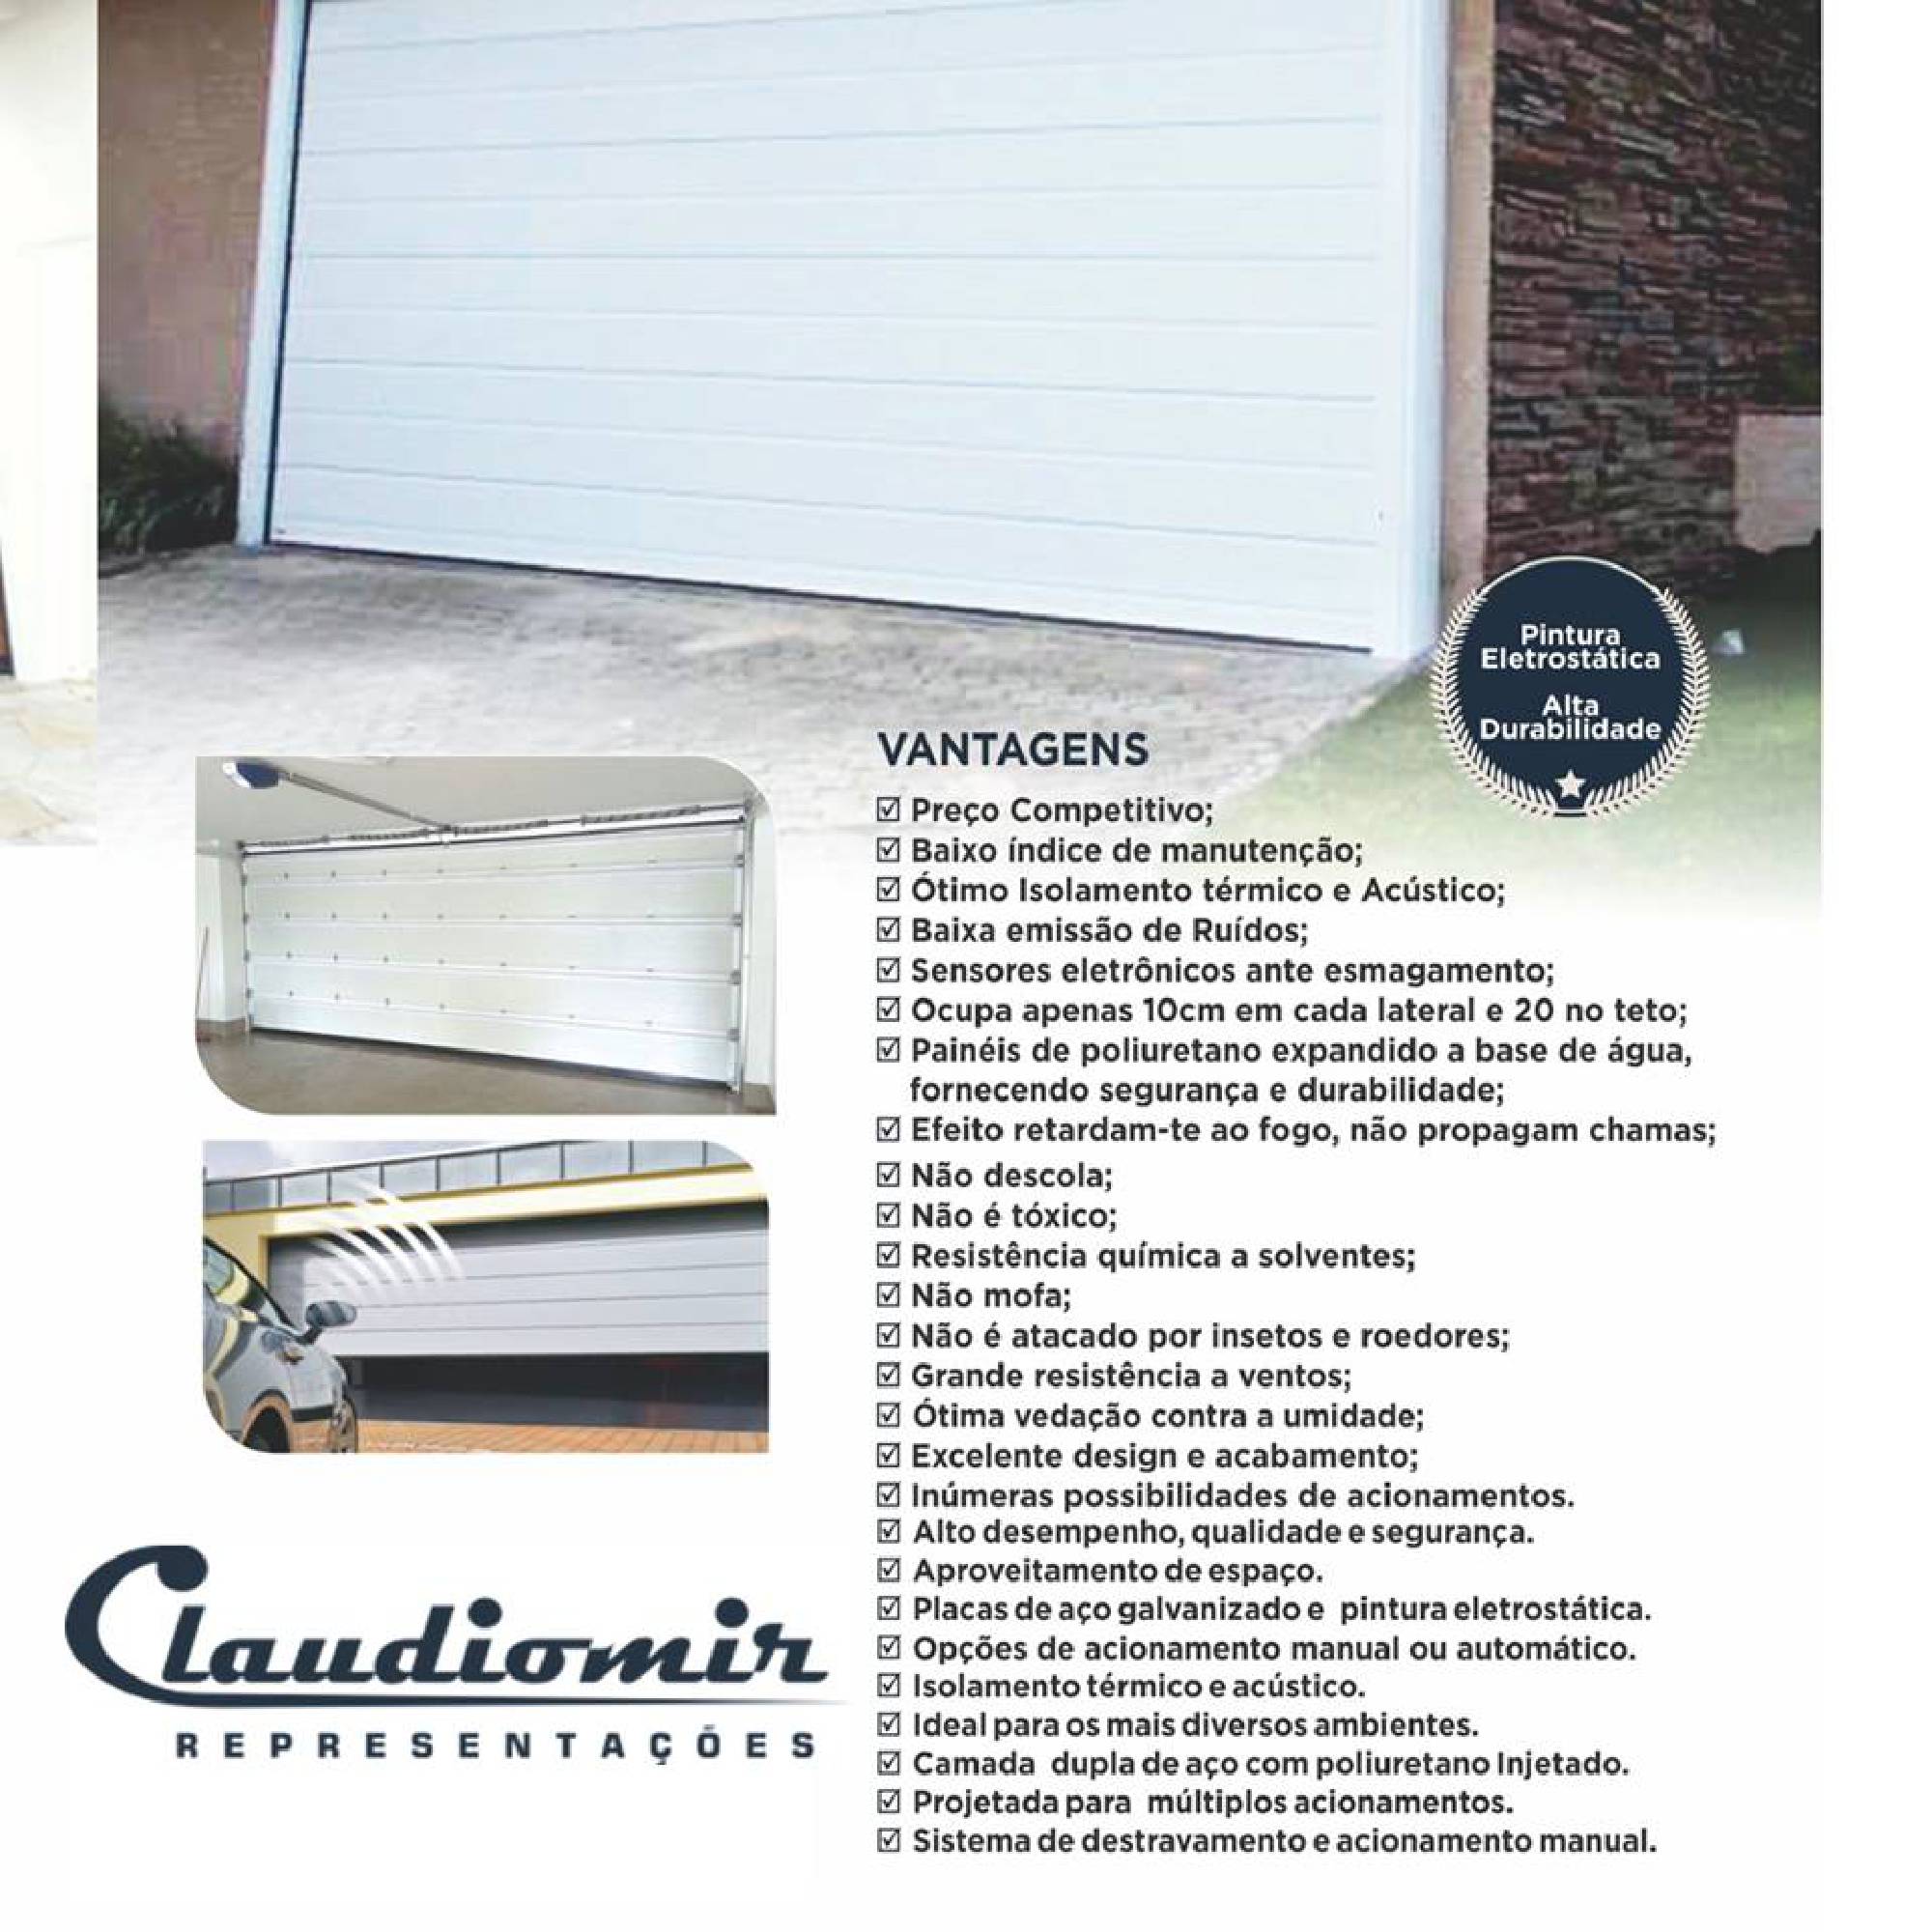 Pintura
Eletrostática
Alta
Durabilidade
VANTAGENS
☑ Preço Competitivo;
☑ Baixo índice de manutenção;
☑ Ótimo Isolamento térmico e Acústico;
☑ Baixa emissão de Ruídos;
☑ Sensores eletrônicos ante esmagamento;
☑ Ocupa apenas 10cm em cada lateral e 20 no teto;
☑ Painéis de poliuretano expandido a base de água,
fornecendo segurança e durabilidade;
☑ Efeito retardam-te ao fogo, não propagam chamas;
☑ Não descola;
☑ Não é tóxico;
☑ Resistência química a solventes;
☑ Não mofa;
☑ Não é atacado por insetos e roedores;
☑ Grande resistência a ventos;
☑ Ótima vedação contra a umidade;
☑ Excelente design e acabamento;
☑ Inúmeras possibilidades de acionamentos.
☑ Alto desempenho, qualidade e segurança.
☑ Aproveitamento de espaço.
☑ Placas de aço galvanizado e pintura eletrostática.
☑ Opções de acionamento manual ou automático.
☑ Isolamento térmico e acústico.
☑ Ideal para os mais diversos ambientes.
☑ Camada dupla de aço com poliuretano Injetado.
☑ Projetada para múltiplos acionamentos.
☑ Sistema de destravamento e acionamento manual.
Claudiomir
REPRESENTAÇÕES